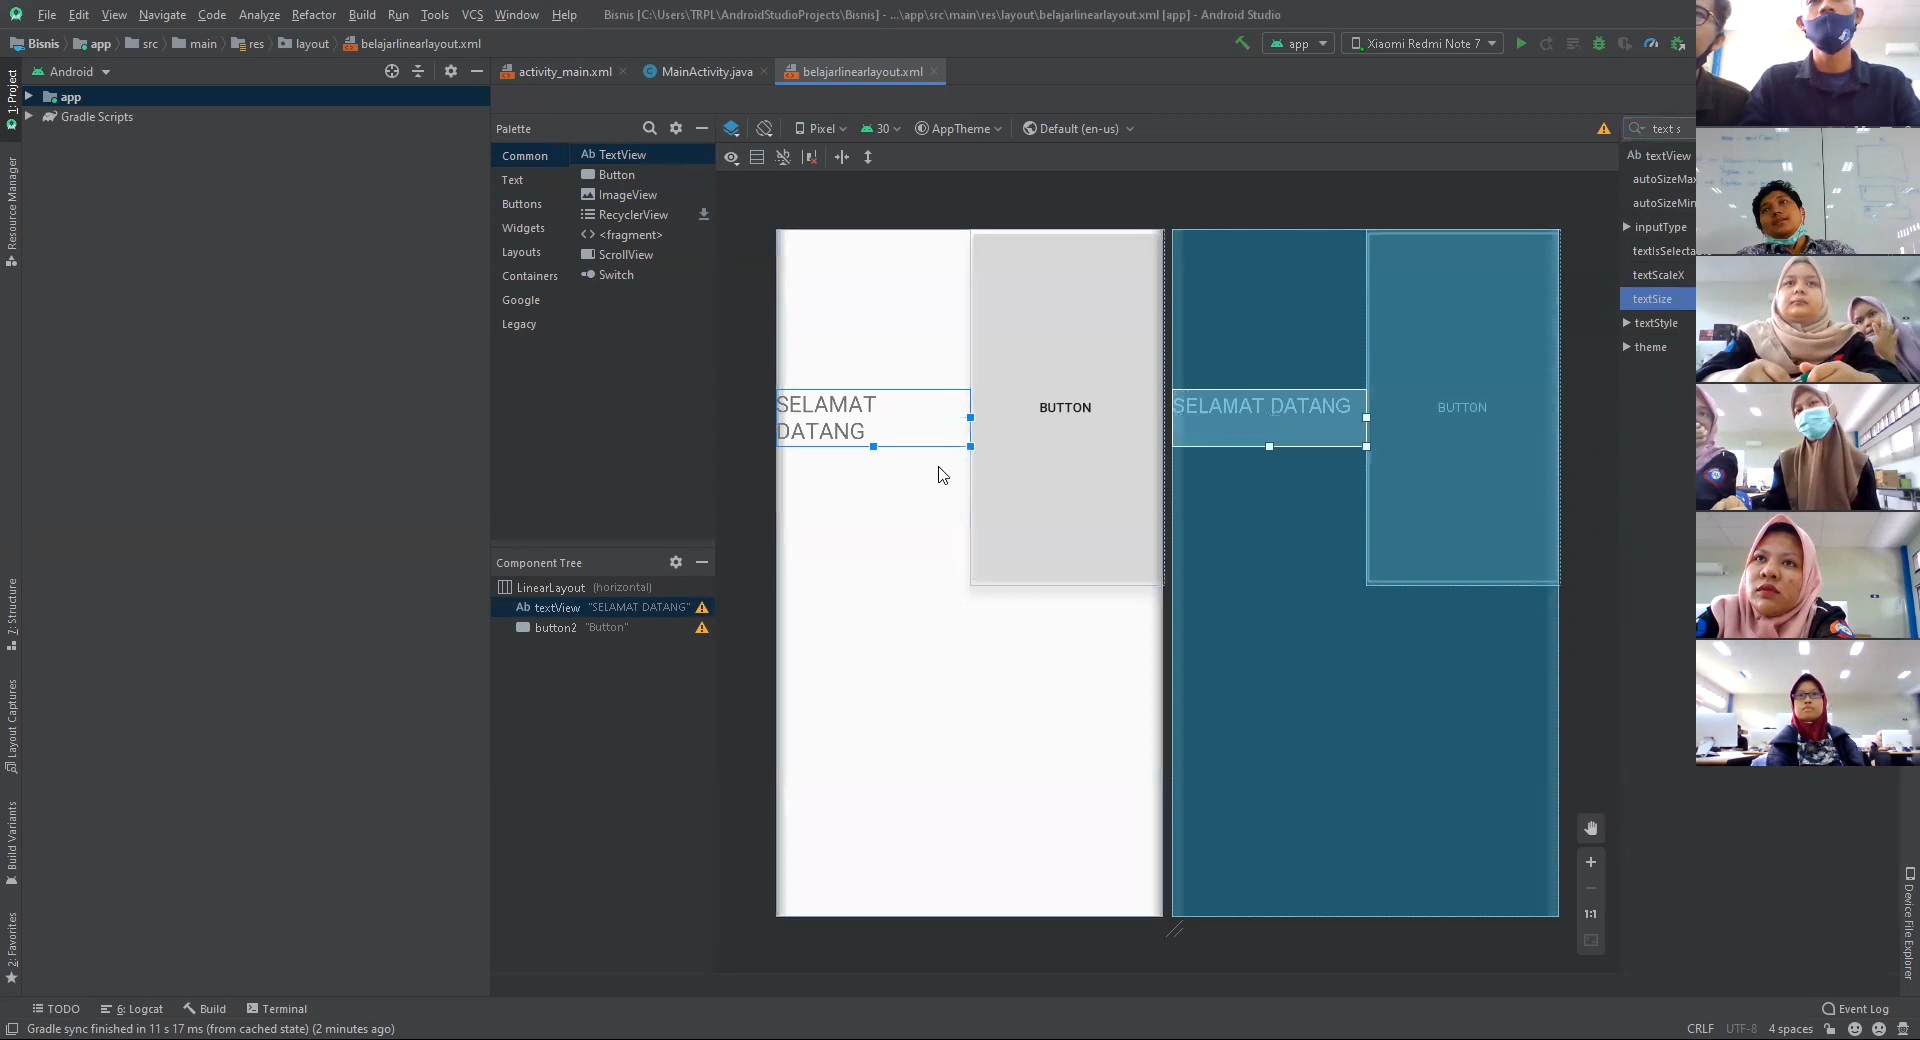 File Edit View Navigate Code Analyze Refactor Build Run Tools VCS Window Help Bisnis [C:\Users\TRPL\AndroidStudioProjects\Bisnis] - ...\app\src\main\res\layout\belajarlinearlayout.xml [app] - Android Studio
Bisnis app src main res layout belajarlinearlayout.xml app Xiaomi Redmi Note 7
Android activity_main.xml MainActivity.java belajarlinearlayout.xml
app
Gradle Scripts
1: Project
Resource Manager
7: Structure
Layout Captures
Build Variants
2: Favorites
Palette
Common
Text
Buttons
Widgets
Layouts
Containers
Google
Legacy
Ab TextView
Button
ImageView
RecyclerView
<fragment>
ScrollView
Switch
Pixel 30 AppTheme Default (en-us)
SELAMAT
DATANG
BUTTON
SELAMAT DATANG
BUTTON
Component Tree
LinearLayout (horizontal)
Ab textView "SELAMAT DATANG"
button2 "Button"
text s
Ab textView
autoSizeMax
autoSizeMin
inputType
textIsSelecta
textScaleX
textSize
textStyle
theme
1:1
Device File Explorer
TODO 6: Logcat Build Terminal Event Log
Gradle sync finished in 11 s 17 ms (from cached state) (2 minutes ago) CRLF UTF-8 4 spaces